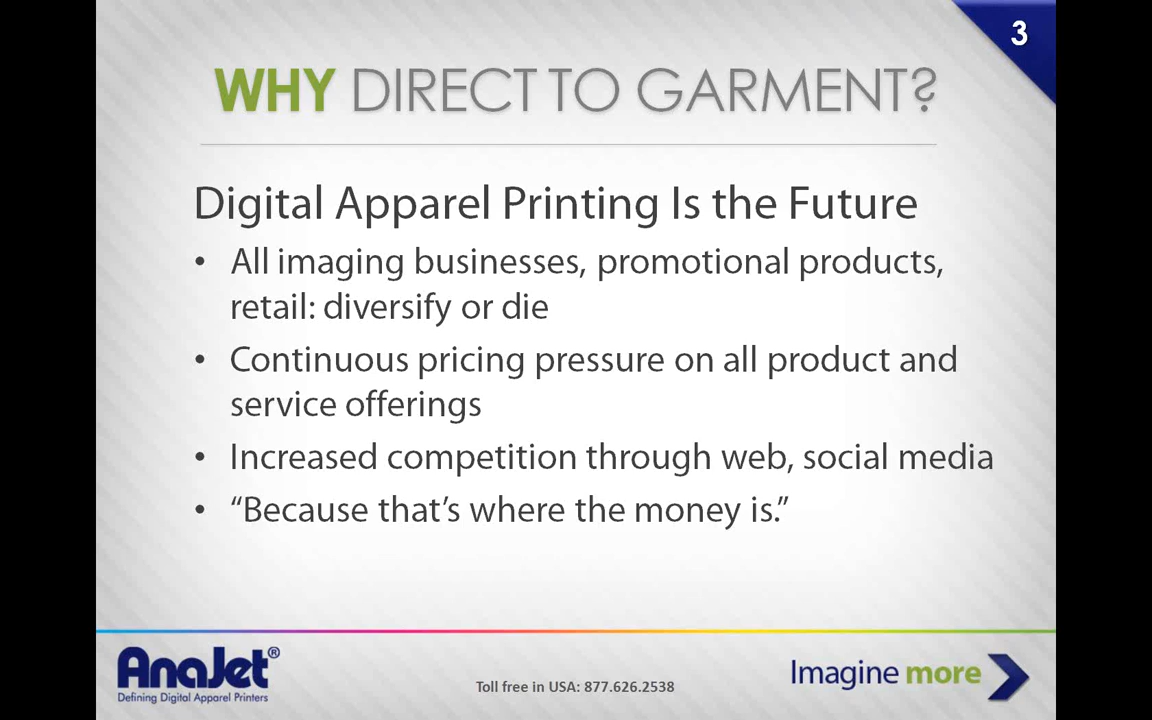 3
WHY DIRECT TO GARMENT?
Digital Apparel Printing Is the Future
• All imaging businesses, promotional products,
retail: diversify or die
• Continuous pricing pressure on all product and
service offerings
• Increased competition through web, social media
• “Because that’s where the money is.”
AnaJet®
Defining Digital Apparel Printers
Toll free in USA: 877.626.2538
Imagine more